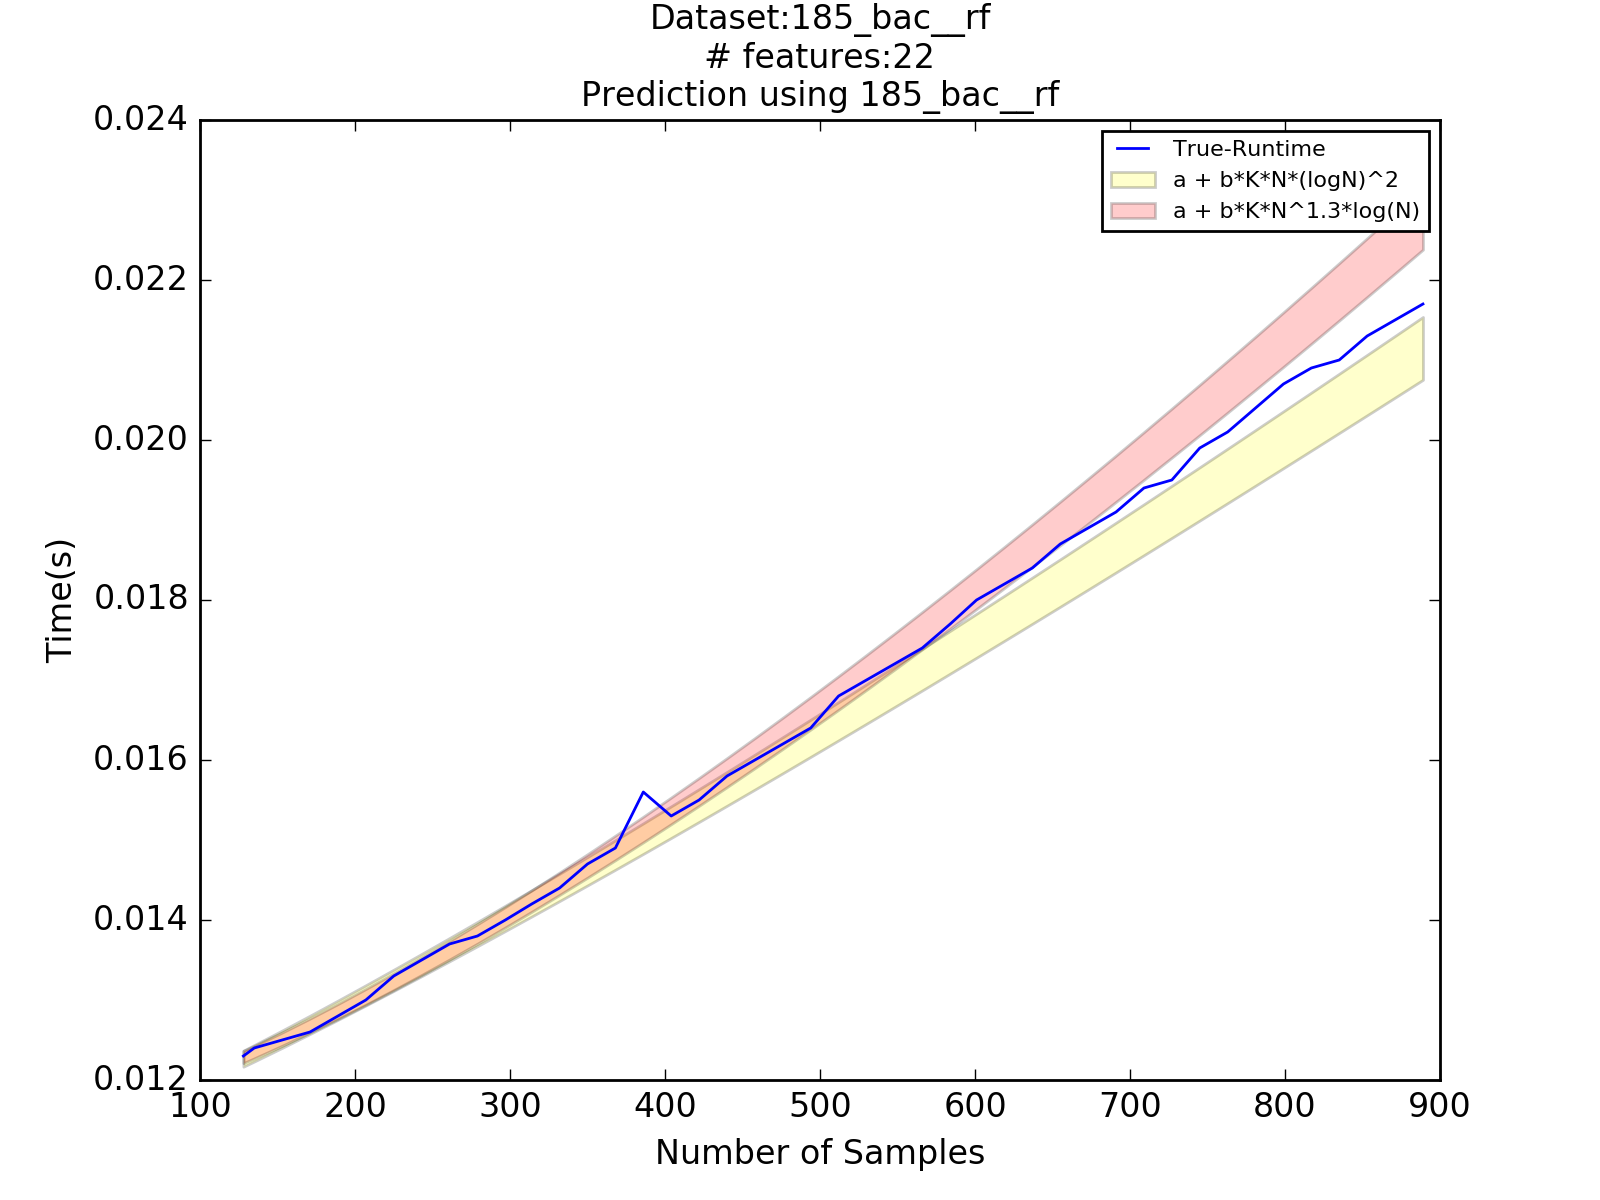 Dataset:185_bac__rf
# features:22
Prediction using 185_bac__rf
0.024
0.022
0.020
0.018
0.016
0.014
0.012
Time(s)
True-Runtime
a + b*K*N*(logN)^2
a + b*K*N^1.3*log(N)
100 200 300 400 500 600 700 800 900
Number of Samples